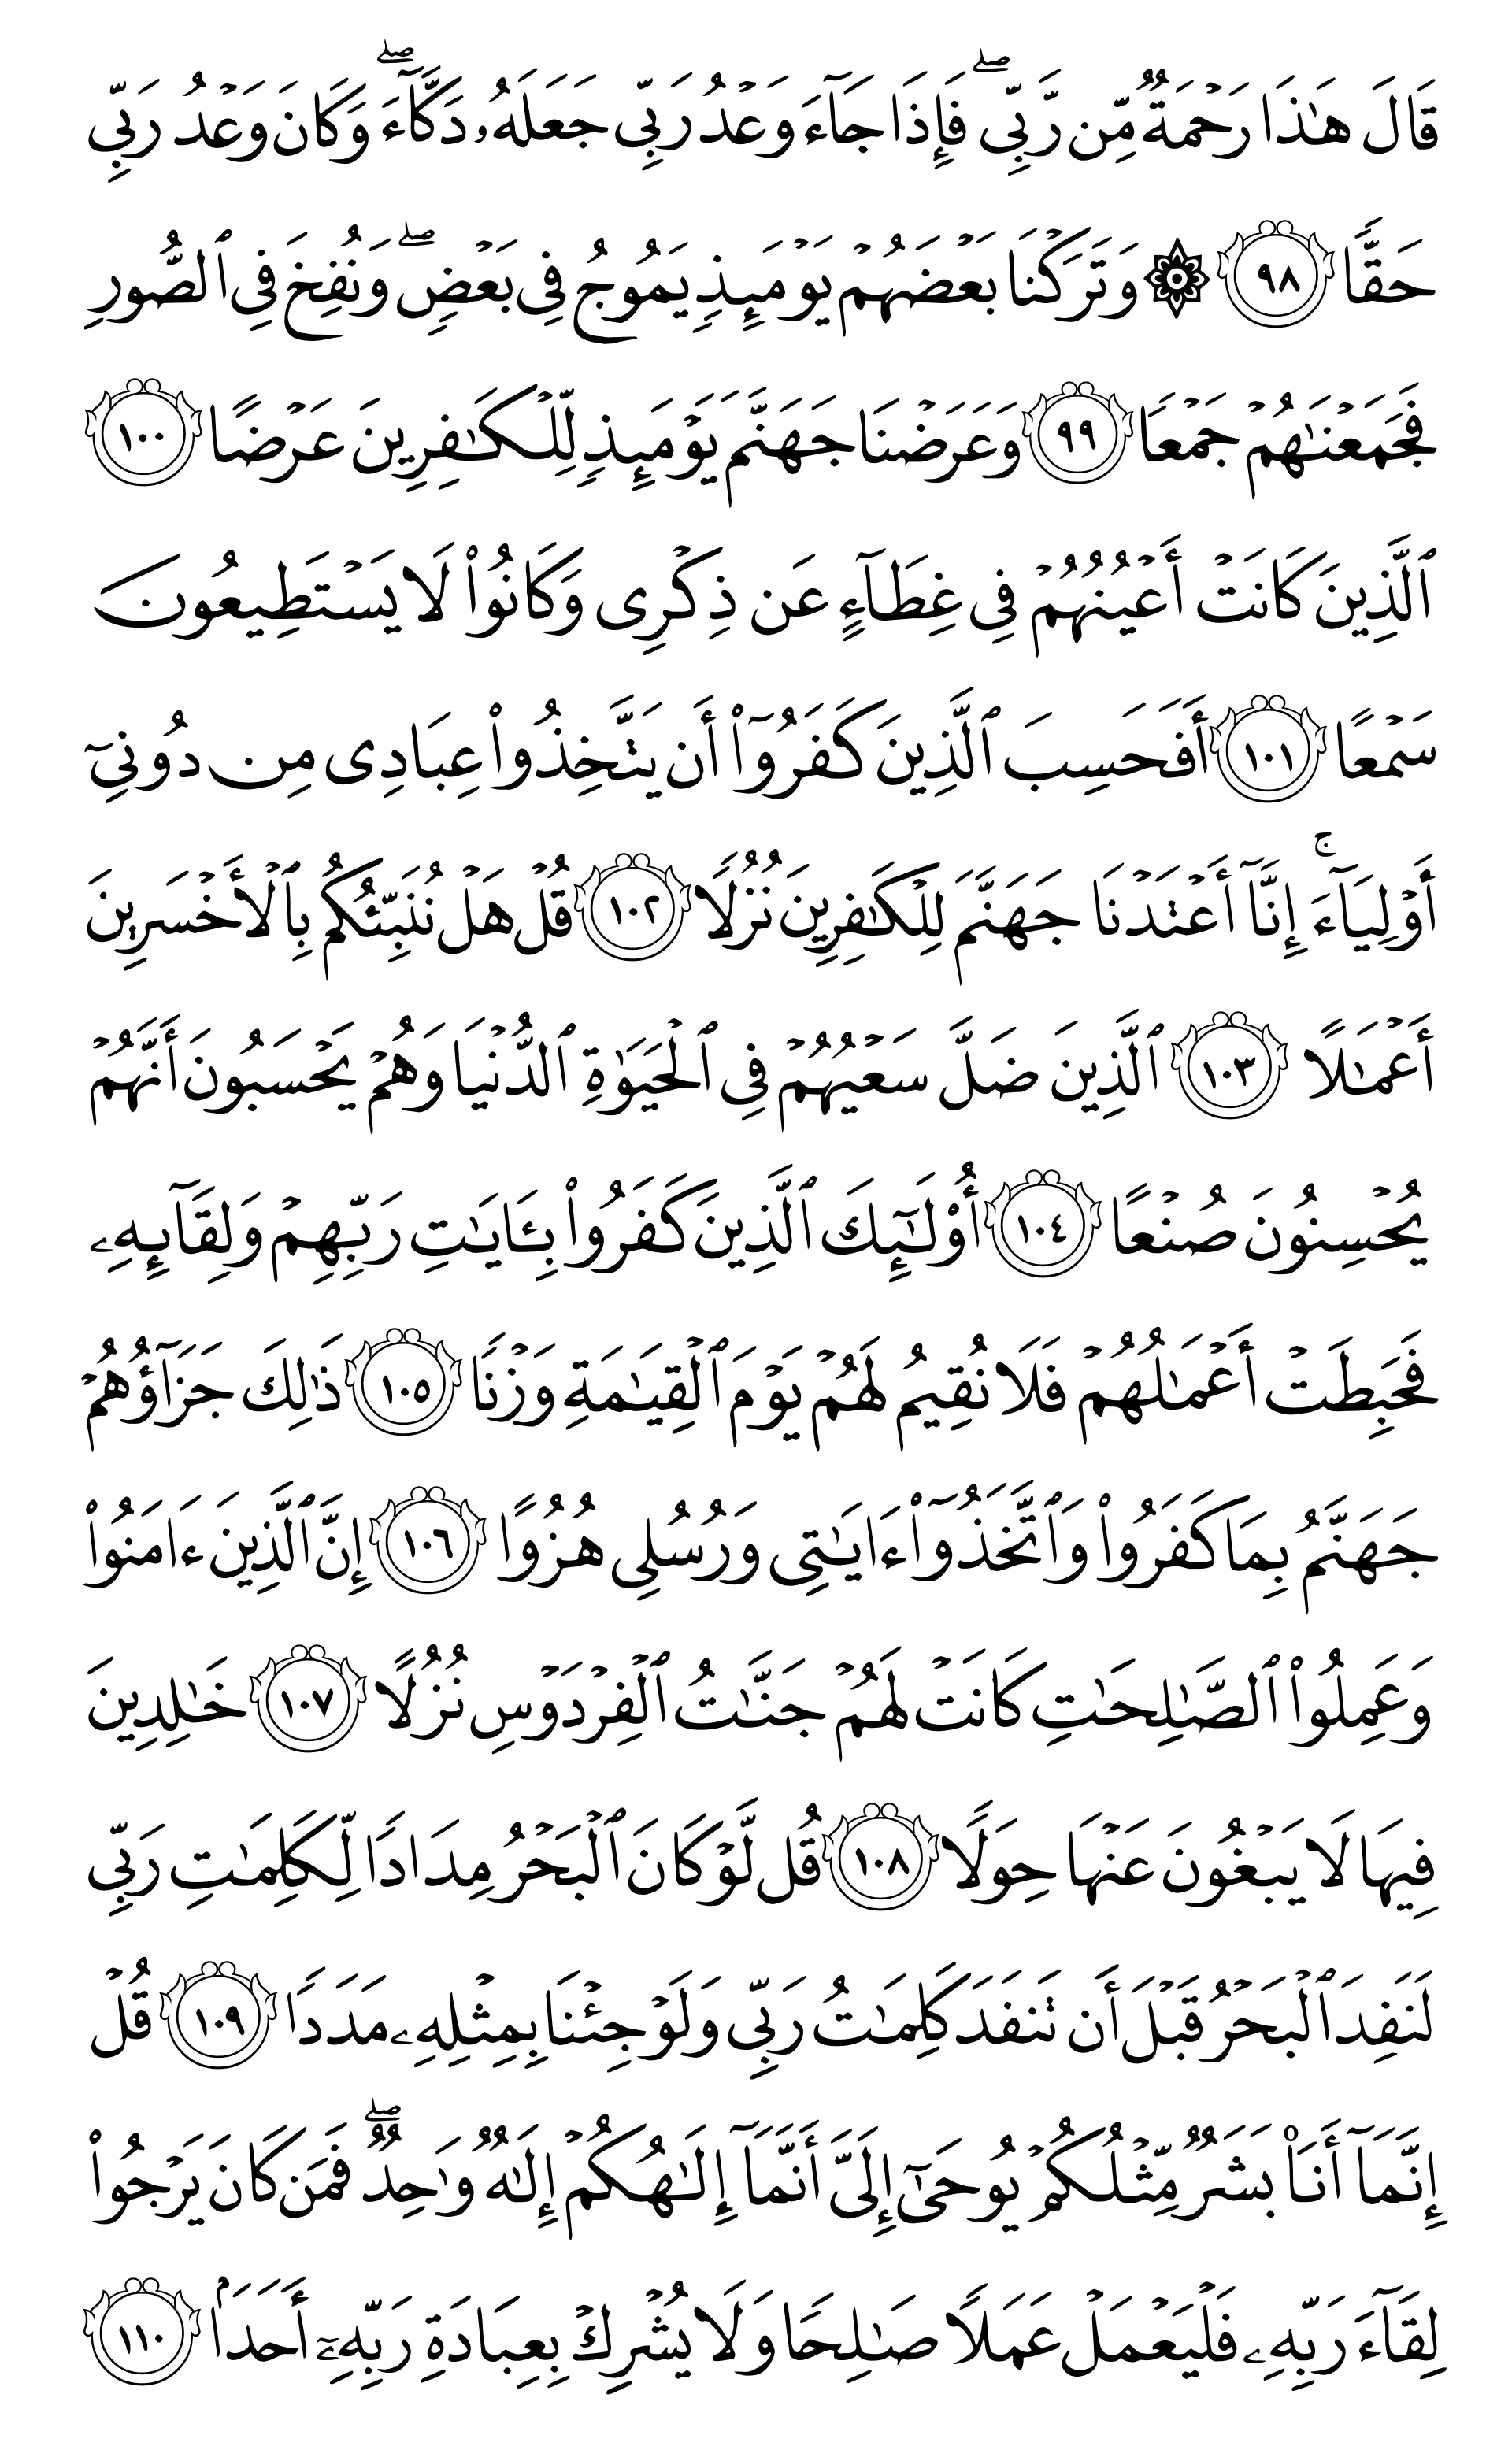 قَالَ هَٰذَا رَحۡمَةٞ مِّن رَّبِّيۖ فَإِذَا جَآءَ وَعۡدُ رَبِّي جَعَلَهُۥ دَكَّآءَۖ وَكَانَ وَعۡدُ رَبِّي
حَقّٗا ٩٨ ۞ وَتَرَكۡنَا بَعۡضَهُمۡ يَوۡمَئِذٖ يَمُوجُ فِي بَعۡضٖۖ وَنُفِخَ فِي ٱلصُّورِ
فَجَمَعۡنَٰهُمۡ جَمۡعٗا ٩٩ وَعَرَضۡنَا جَهَنَّمَ يَوۡمَئِذٖ لِّلۡكَٰفِرِينَ عَرۡضًا ١٠٠
ٱلَّذِينَ كَانَتۡ أَعۡيُنُهُمۡ فِي غِطَآءٍ عَن ذِكۡرِي وَكَانُواْ لَا يَسۡتَطِيعُونَ
سَمۡعًا ١٠١ أَفَحَسِبَ ٱلَّذِينَ كَفَرُوٓاْ أَن يَتَّخِذُواْ عِبَادِي مِن دُونِيٓ
أَوۡلِيَآءَۚ إِنَّآ أَعۡتَدۡنَا جَهَنَّمَ لِلۡكَٰفِرِينَ نُزُلٗا ١٠٢ قُلۡ هَلۡ نُنَبِّئُكُم بِٱلۡأَخۡسَرِينَ
أَعۡمَٰلًا ١٠٣ ٱلَّذِينَ ضَلَّ سَعۡيُهُمۡ فِي ٱلۡحَيَوٰةِ ٱلدُّنۡيَا وَهُمۡ يَحۡسَبُونَ أَنَّهُمۡ
يُحۡسِنُونَ صُنۡعًا ١٠٤ أُوْلَٰٓئِكَ ٱلَّذِينَ كَفَرُواْ بِـَٔايَٰتِ رَبِّهِمۡ وَلِقَآئِهِۦ
فَحَبِطَتۡ أَعۡمَٰلُهُمۡ فَلَا نُقِيمُ لَهُمۡ يَوۡمَ ٱلۡقِيَٰمَةِ وَزۡنٗا ١٠٥ ذَٰلِكَ جَزَآؤُهُمۡ
جَهَنَّمُ بِمَا كَفَرُواْ وَٱتَّخَذُوٓاْ ءَايَٰتِي وَرُسُلِي هُزُوًا ١٠٦ إِنَّ ٱلَّذِينَ ءَامَنُواْ
وَعَمِلُواْ ٱلصَّٰلِحَٰتِ كَانَتۡ لَهُمۡ جَنَّٰتُ ٱلۡفِرۡدَوۡسِ نُزُلًا ١٠٧ خَٰلِدِينَ
فِيهَا لَا يَبۡغُونَ عَنۡهَا حِوَلٗا ١٠٨ قُل لَّوۡ كَانَ ٱلۡبَحۡرُ مِدَادٗا لِّكَلِمَٰتِ رَبِّي
لَنَفِدَ ٱلۡبَحۡرُ قَبۡلَ أَن تَنفَدَ كَلِمَٰتُ رَبِّي وَلَوۡ جِئۡنَا بِمِثۡلِهِۦ مَدَدٗا ١٠٩ قُلۡ
إِنَّمَآ أَنَا۠ بَشَرٞ مِّثۡلُكُمۡ يُوحَىٰٓ إِلَيَّ أَنَّمَآ إِلَٰهُكُمۡ إِلَٰهٞ وَٰحِدٞۖ فَمَن كَانَ يَرۡجُواْ
لِقَآءَ رَبِّهِۦ فَلۡيَعۡمَلۡ عَمَلٗا صَٰلِحٗا وَلَا يُشۡرِكۡ بِعِبَادَةِ رَبِّهِۦٓ أَحَدَۢا ١١٠